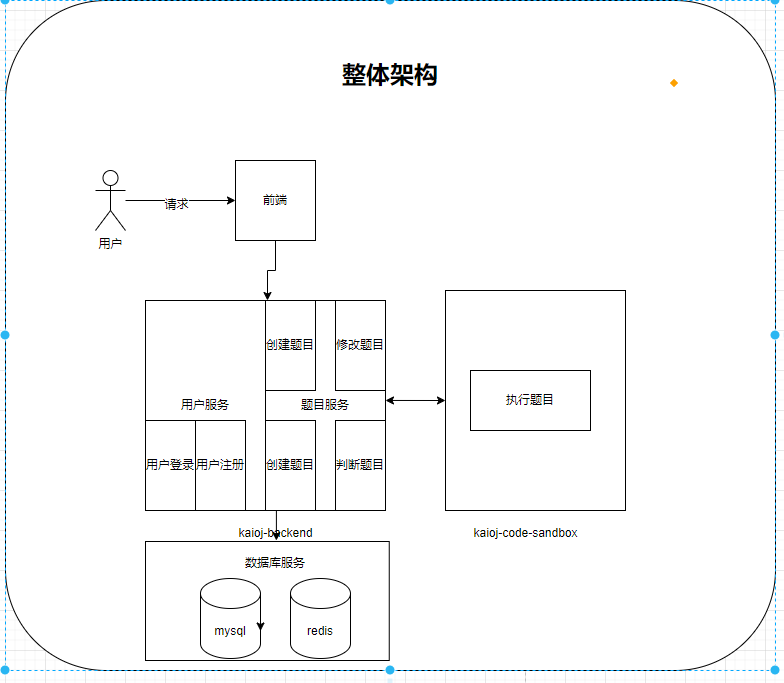 整体架构
请求
前端
用户
创建题目
修改题目
用户服务
题目服务
执行题目
用户登录
用户注册
创建题目
判断题目
kaioj-backend
kaioj-code-sandbox
数据库服务
mysql
redis